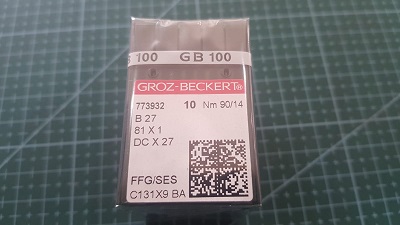 100 GB 100
GROZ-BECKERT®
773932 10 Nm 90/14
B 27
81 X 1
DC X 27
FFG/SES
C131X9 BA